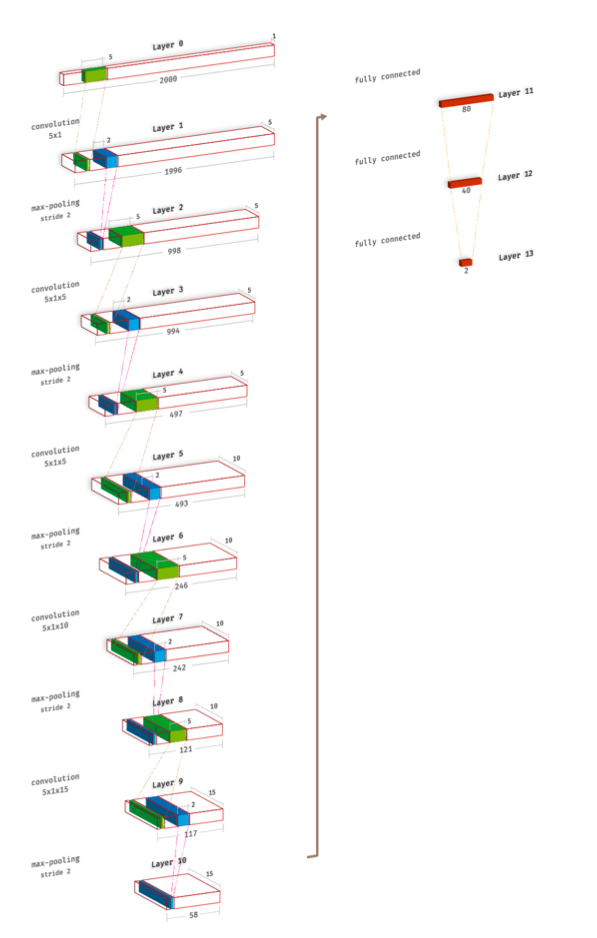 Layer 0
1
5
2000
convolution
5x1
Layer 1
5
2
1996
max-pooling
stride 2
Layer 2
5
5
998
convolution
5x1x5
Layer 3
5
2
994
max-pooling
stride 2
Layer 4
5
5
497
convolution
5x1x5
Layer 5
10
2
493
max-pooling
stride 2
Layer 6
10
5
246
convolution
5x1x10
Layer 7
10
2
242
max-pooling
stride 2
Layer 8
10
5
121
convolution
5x1x15
Layer 9
15
2
117
max-pooling
stride 2
Layer 10
15
58
fully connected
Layer 11
80
fully connected
Layer 12
40
fully connected
Layer 13
2